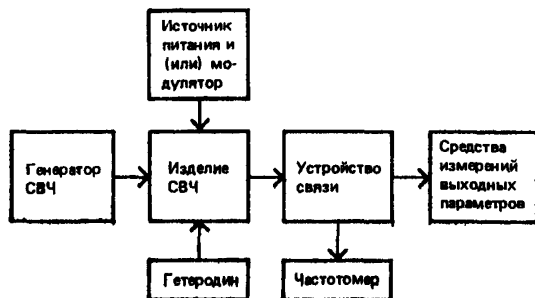 Источник
питания и
(или) мо-
дулятор
Генератор
СВЧ
Изделие
СВЧ
Устройство
связи
Средства
измерений
выходных
параметров
Гетеродин
Частотомер